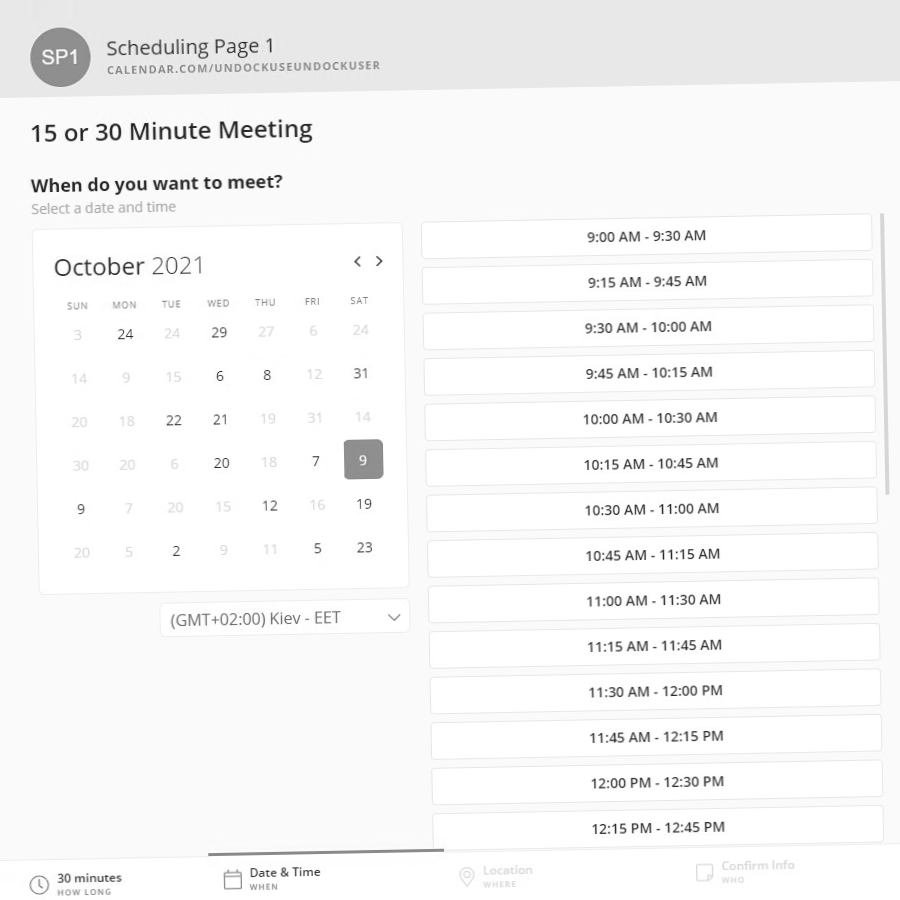 SP1
Scheduling Page 1
CALENDAR.COM/UNDOCKUSEUNDOCKUSER
15 or 30 Minute Meeting
When do you want to meet?
Select a date and time
October 2021
< >
SUN MON TUE WED THU FRI SAT
3 24 24 29 27 6 24
14 9 15 6 8 12 31
20 18 22 21 19 31 14
30 20 6 20 18 7 9
9 7 20 15 12 16 19
20 5 2 9 11 5 23
(GMT+02:00) Kiev - EET
9:00 AM - 9:30 AM
9:15 AM - 9:45 AM
9:30 AM - 10:00 AM
9:45 AM - 10:15 AM
10:00 AM - 10:30 AM
10:15 AM - 10:45 AM
10:30 AM - 11:00 AM
10:45 AM - 11:15 AM
11:00 AM - 11:30 AM
11:15 AM - 11:45 AM
11:30 AM - 12:00 PM
11:45 AM - 12:15 PM
12:00 PM - 12:30 PM
12:15 PM - 12:45 PM
30 minutes
HOW LONG
Date & Time
WHEN
Location
WHERE
Confirm Info
WHO